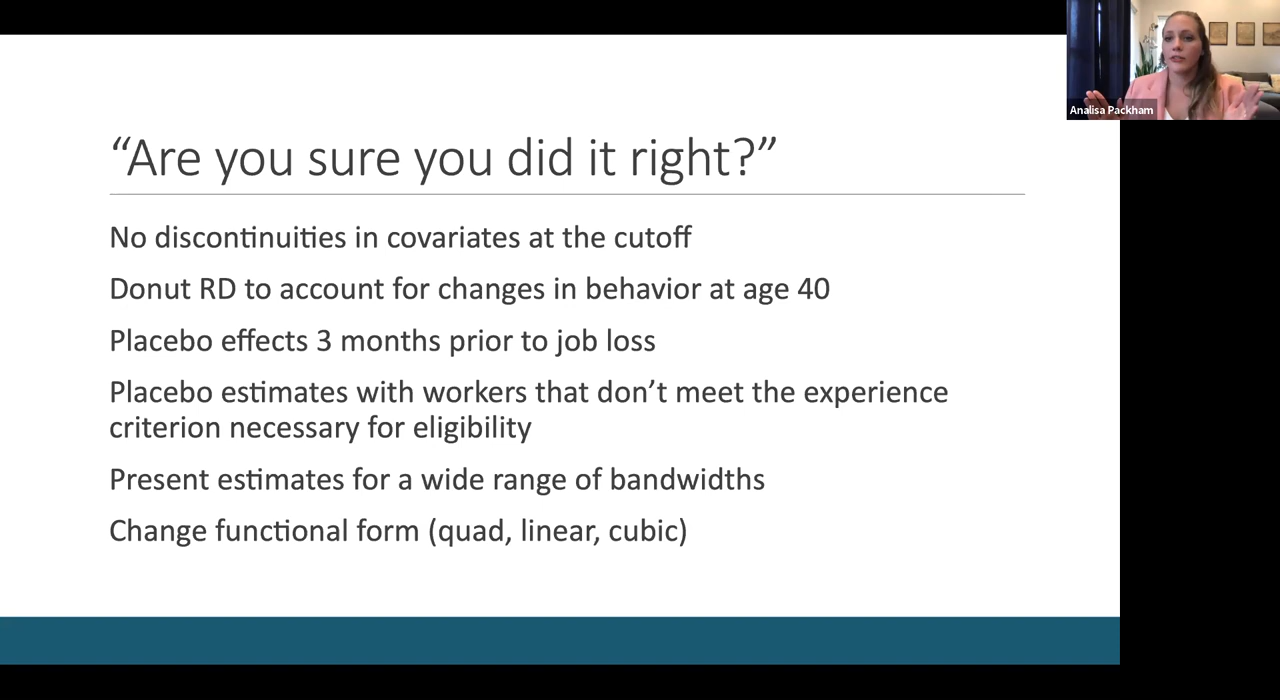 Analisa Packham
“Are you sure you did it right?”
No discontinuities in covariates at the cutoff
Donut RD to account for changes in behavior at age 40
Placebo effects 3 months prior to job loss
Placebo estimates with workers that don’t meet the experience
criterion necessary for eligibility
Present estimates for a wide range of bandwidths
Change functional form (quad, linear, cubic)